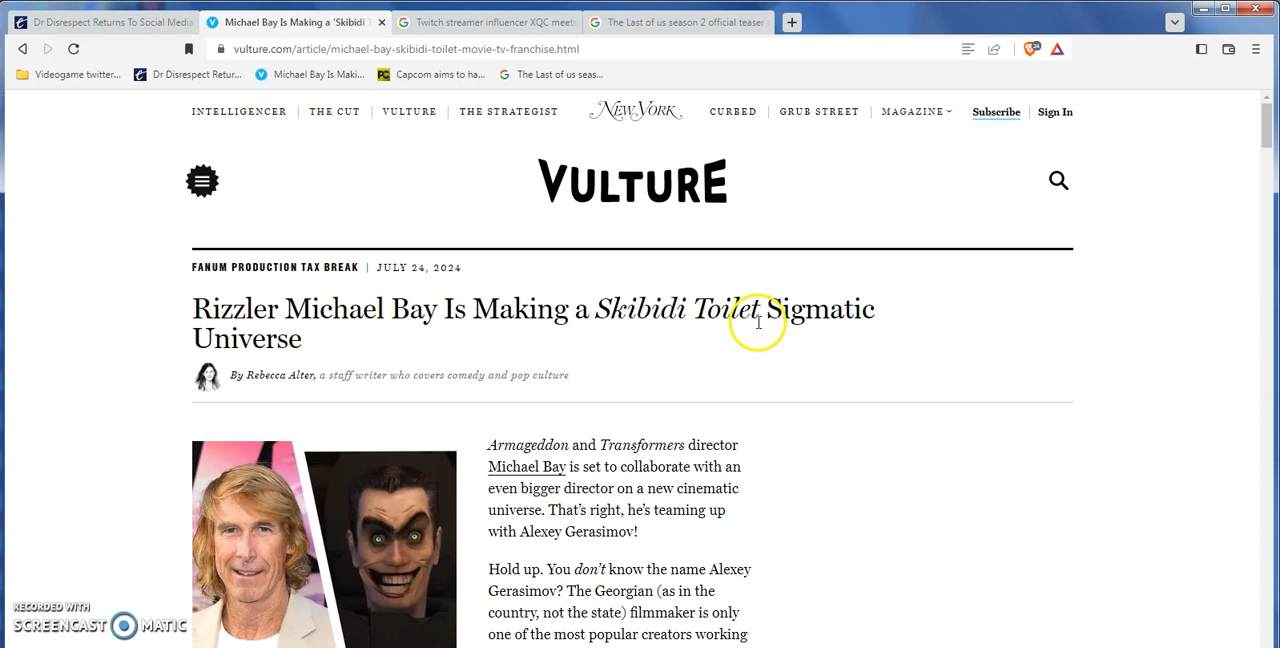 Dr Disrespect Returns To Social Media
Michael Bay Is Making a 'Skibidi T
Twitch streamer influencer XQC meets
The Last of us season 2 official teaser
vulture.com/article/michael-bay-skibidi-toilet-movie-tv-franchise.html
Videogame twitter...
Dr Disrespect Retur...
Michael Bay Is Maki...
Capcom aims to ha...
The Last of us seas...
INTELLIGENCER
THE CUT
VULTURE
THE STRATEGIST
NEW YORK
CURBED
GRUB STREET
MAGAZINE
Subscribe
Sign In
VULTURE
FANUM PRODUCTION TAX BREAK | JULY 24, 2024
Rizzler Michael Bay Is Making a Skibidi Toilet Sigmatic
Universe
By Rebecca Alter, a staff writer who covers comedy and pop culture
Armageddon and Transformers director
Michael Bay is set to collaborate with an
even bigger director on a new cinematic
universe. That's right, he's teaming up
with Alexey Gerasimov!
Hold up. You don't know the name Alexey
Gerasimov? The Georgian (as in the
country, not the state) filmmaker is only
one of the most popular creators working
RECORDED WITH
SCREENCAST MATIC